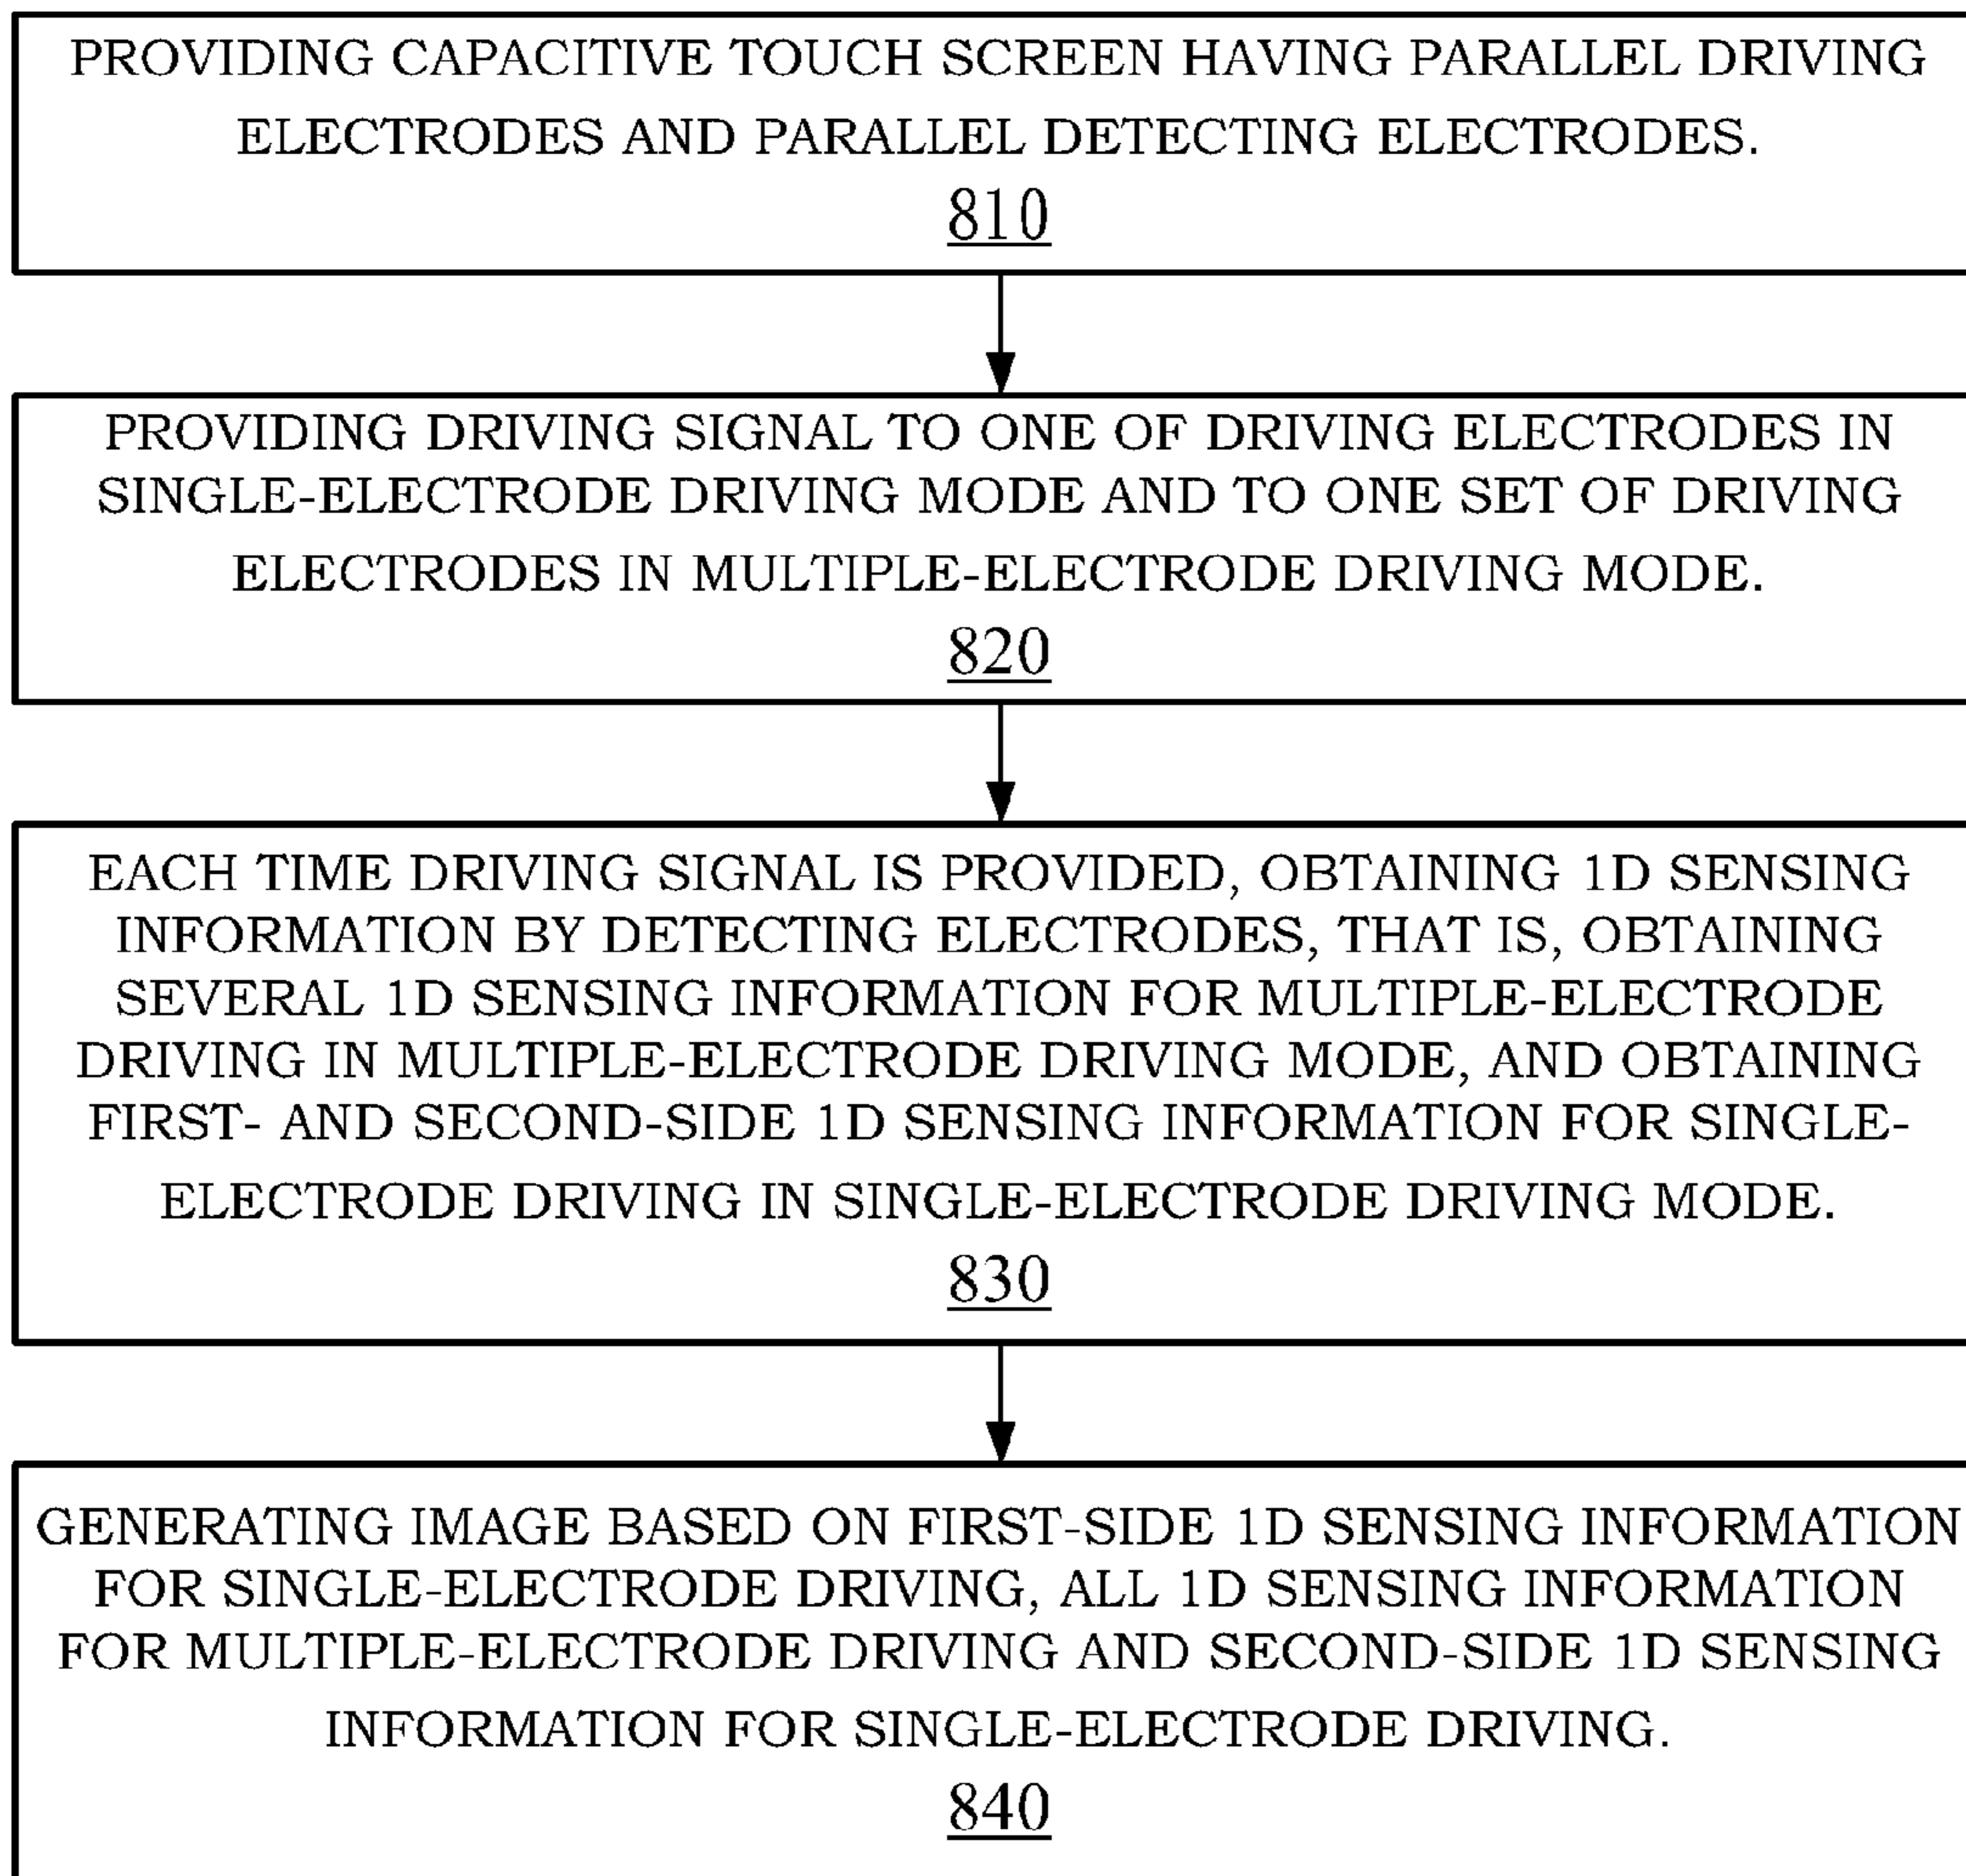 PROVIDING CAPACITIVE TOUCH SCREEN HAVING PARALLEL DRIVING
ELECTRODES AND PARALLEL DETECTING ELECTRODES.
810
PROVIDING DRIVING SIGNAL TO ONE OF DRIVING ELECTRODES IN
SINGLE-ELECTRODE DRIVING MODE AND TO ONE SET OF DRIVING
ELECTRODES IN MULTIPLE-ELECTRODE DRIVING MODE.
820
EACH TIME DRIVING SIGNAL IS PROVIDED, OBTAINING 1D SENSING
INFORMATION BY DETECTING ELECTRODES, THAT IS, OBTAINING
SEVERAL 1D SENSING INFORMATION FOR MULTIPLE-ELECTRODE
DRIVING IN MULTIPLE-ELECTRODE DRIVING MODE, AND OBTAINING
FIRST- AND SECOND-SIDE 1D SENSING INFORMATION FOR SINGLE-
ELECTRODE DRIVING IN SINGLE-ELECTRODE DRIVING MODE.
830
GENERATING IMAGE BASED ON FIRST-SIDE 1D SENSING INFORMATION
FOR SINGLE-ELECTRODE DRIVING, ALL 1D SENSING INFORMATION
FOR MULTIPLE-ELECTRODE DRIVING AND SECOND-SIDE 1D SENSING
INFORMATION FOR SINGLE-ELECTRODE DRIVING.
840